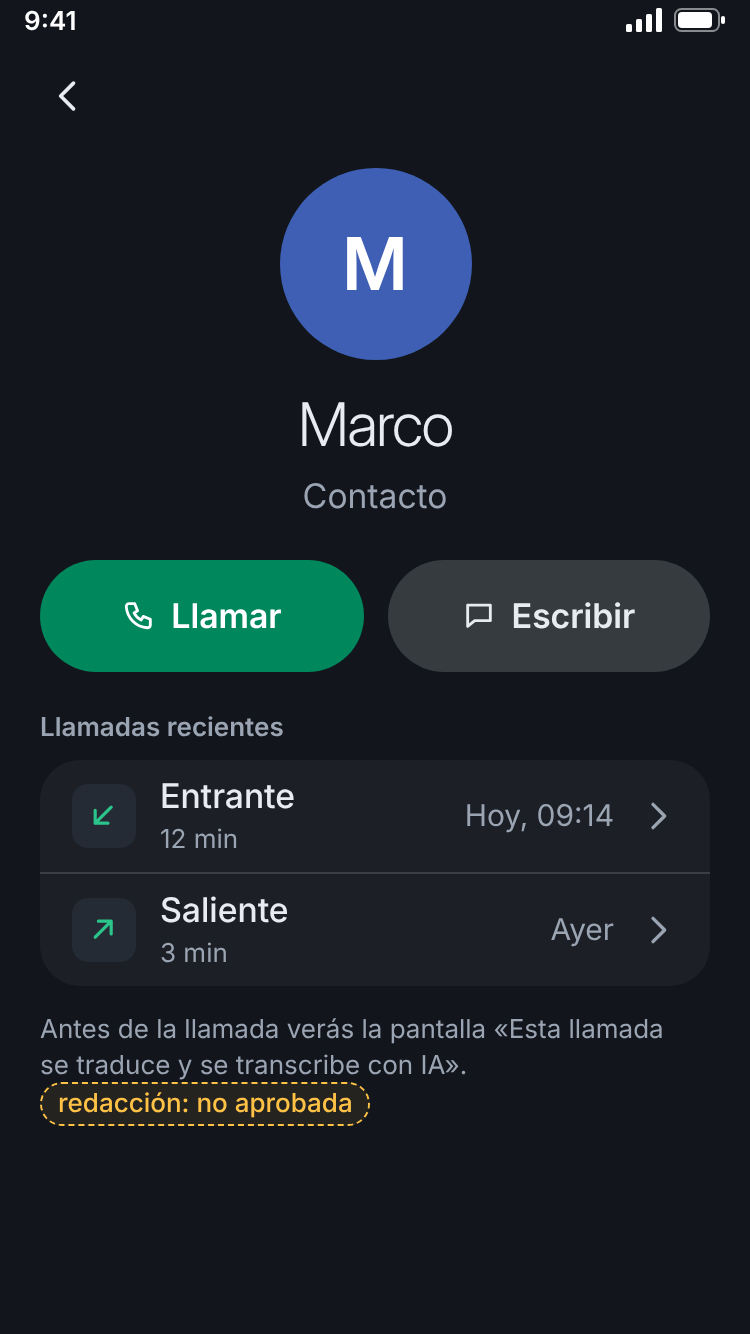 9:41
M
Marco
Contacto
Llamar
Escribir
Llamadas recientes
Entrante
12 min
Hoy, 09:14
Saliente
3 min
Ayer
Antes de la llamada verás la pantalla «Esta llamada
se traduce y se transcribe con IA».
redacción: no aprobada